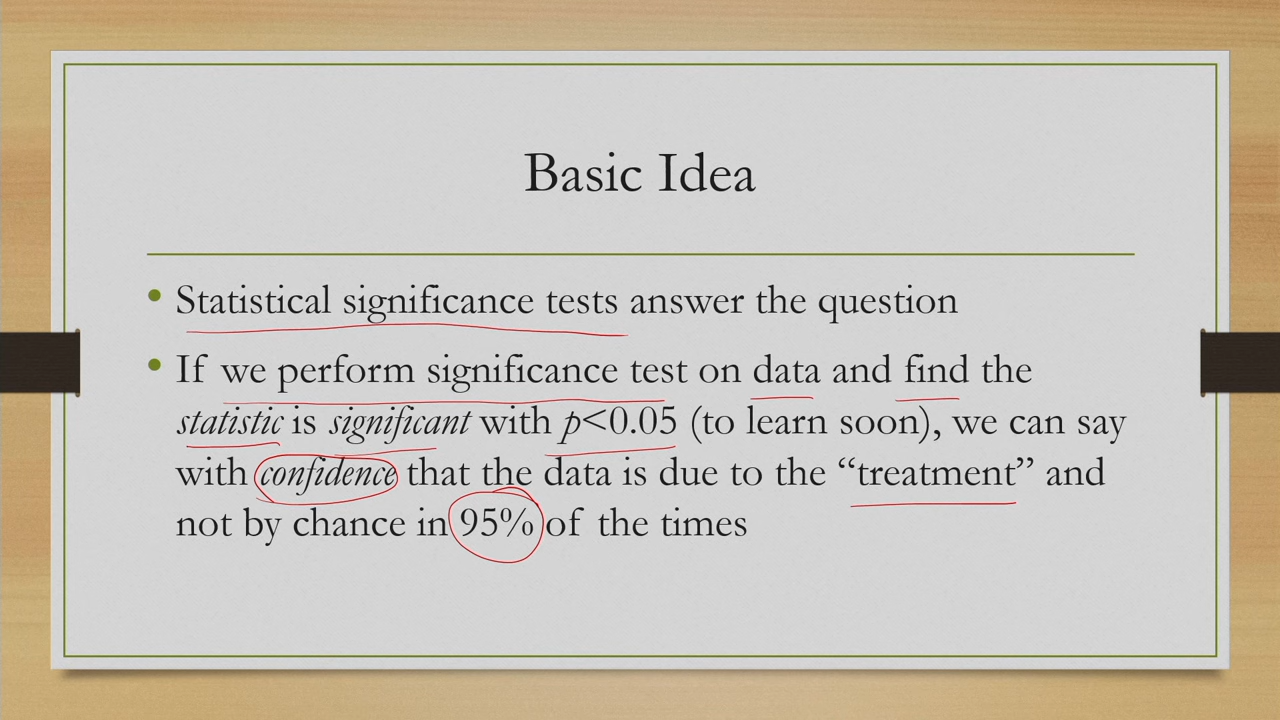 Basic Idea
• Statistical significance tests answer the question
• If we perform significance test on data and find the
statistic is significant with p<0.05 (to learn soon), we can say
with confidence that the data is due to the “treatment” and
not by chance in 95% of the times